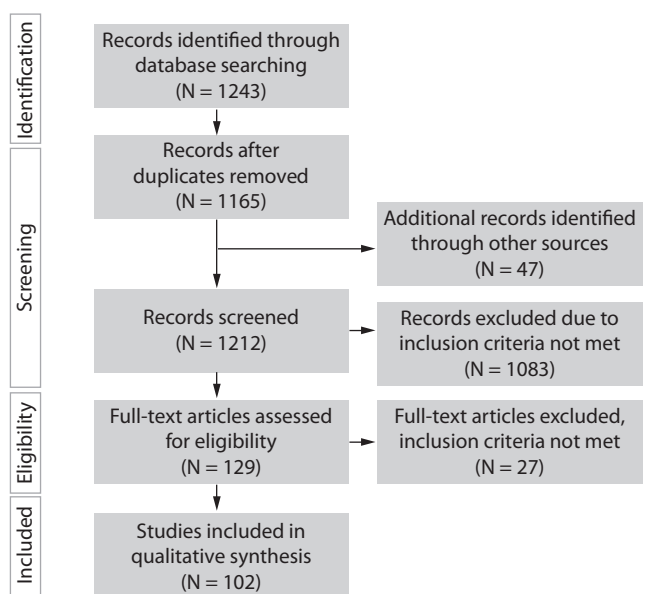 Identification
Records identified through
database searching
(N = 1243)
Screening
Records after
duplicates removed
(N = 1165)
Additional records identified
through other sources
(N = 47)
Records screened
(N = 1212)
Records excluded due to
inclusion criteria not met
(N = 1083)
Eligibility
Full-text articles assessed
for eligibility
(N = 129)
Full-text articles excluded,
inclusion criteria not met
(N = 27)
Included
Studies included in
qualitative synthesis
(N = 102)